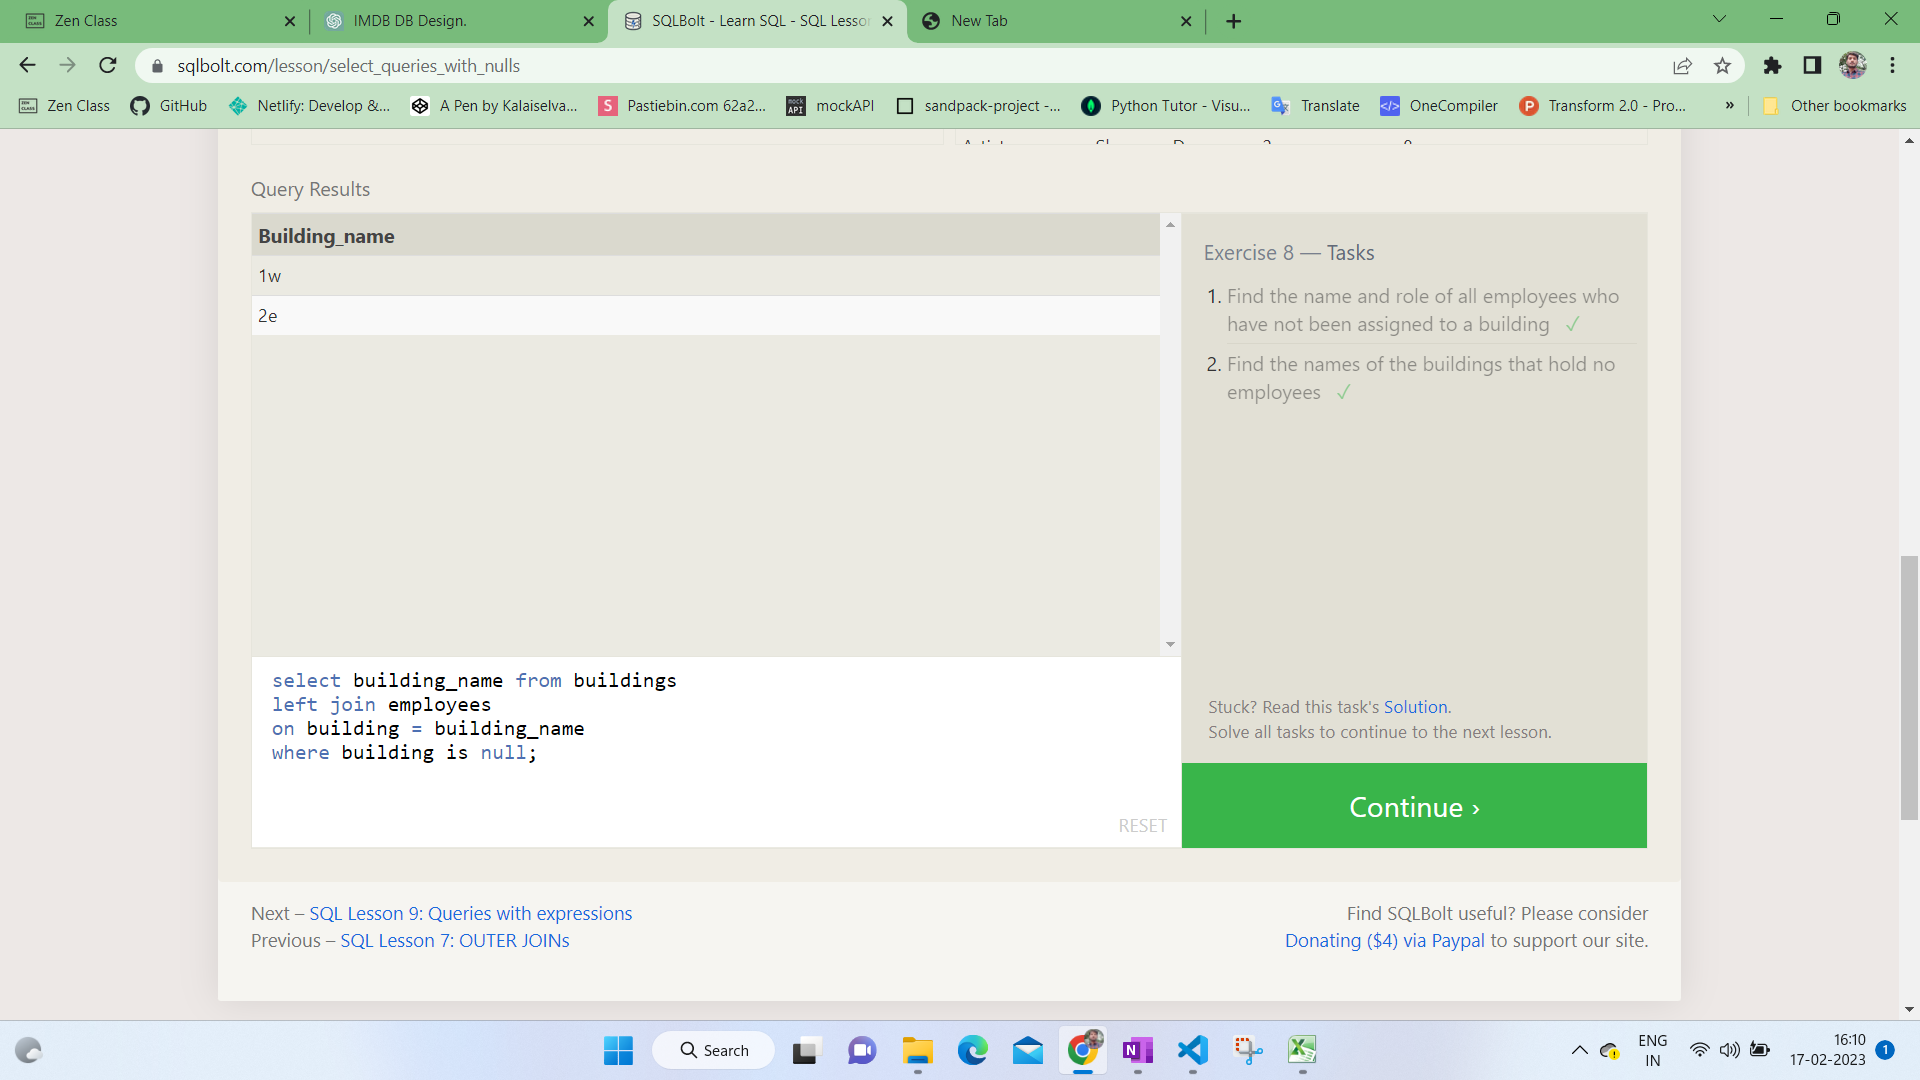 Zen Class
IMDB DB Design.
SQLBolt - Learn SQL - SQL Lesson
New Tab
sqlbolt.com/lesson/select_queries_with_nulls
Zen Class
GitHub
Netlify: Develop &...
A Pen by Kalaiselva...
Pastiebin.com 62a2...
mockAPI
sandpack-project -...
Python Tutor - Visu...
Translate
OneCompiler
Transform 2.0 - Pro...
»
Other bookmarks
Query Results
Building_name
1w
2e
Exercise 8 — Tasks
1. Find the name and role of all employees who
have not been assigned to a building ✓
2. Find the names of the buildings that hold no
employees ✓
select building_name from buildings
left join employees
on building = building_name
where building is null;
RESET
Stuck? Read this task's Solution.
Solve all tasks to continue to the next lesson.
Continue ›
Next – SQL Lesson 9: Queries with expressions
Previous – SQL Lesson 7: OUTER JOINs
Find SQLBolt useful? Please consider
Donating ($4) via Paypal to support our site.
Search
ENG
IN
16:10
17-02-2023
1